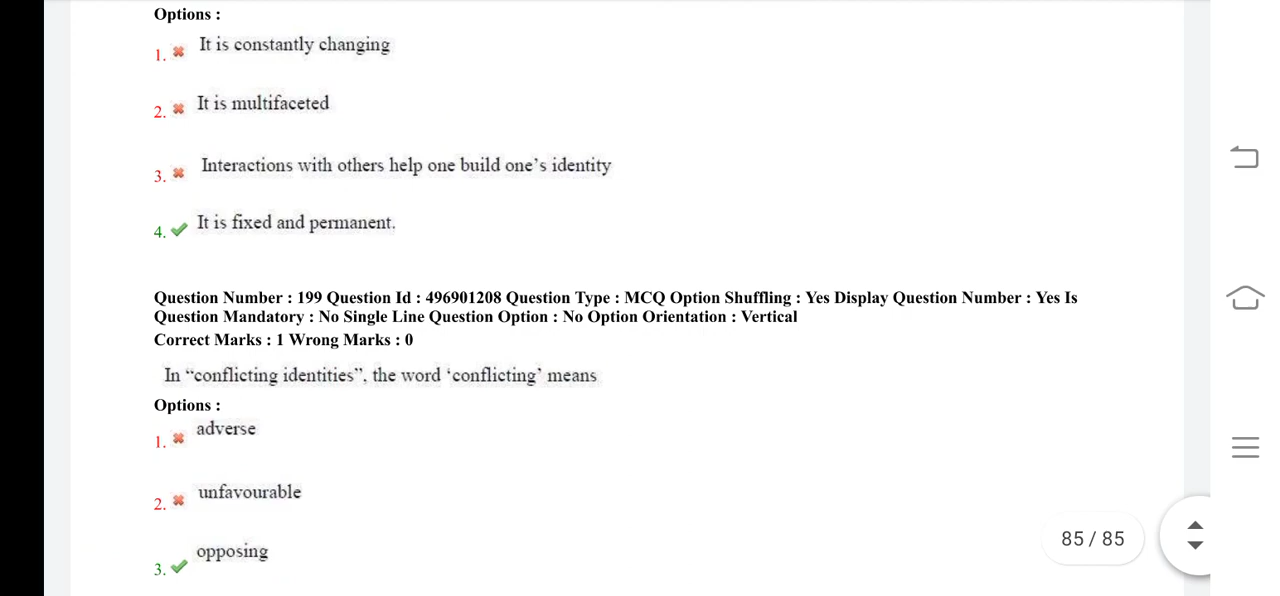 Options :
1. It is constantly changing
2. It is multifaceted
3. Interactions with others help one build one's identity
4. It is fixed and permanent.
Question Number : 199 Question Id : 496901208 Question Type : MCQ Option Shuffling : Yes Display Question Number : Yes Is
Question Mandatory : No Single Line Question Option : No Option Orientation : Vertical
Correct Marks : 1 Wrong Marks : 0
In “conflicting identities”, the word ‘conflicting’ means
Options :
1. adverse
2. unfavourable
3. opposing
85 / 85